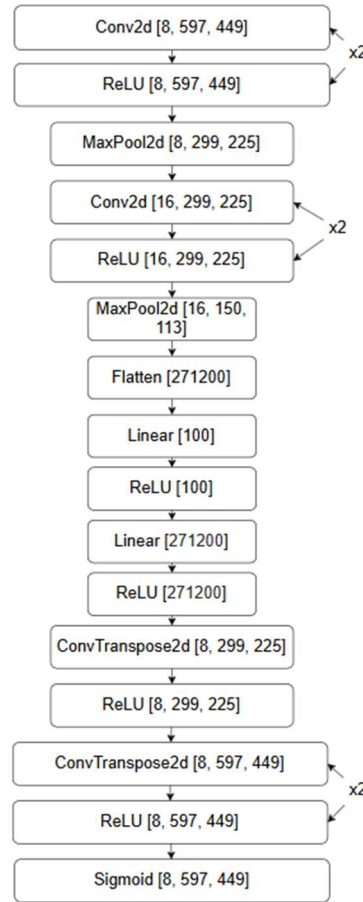 Conv2d [8, 597, 449]
x2
ReLU [8, 597, 449]
MaxPool2d [8, 299, 225]
Conv2d [16, 299, 225]
x2
ReLU [16, 299, 225]
MaxPool2d [16, 150,
113]
Flatten [271200]
Linear [100]
ReLU [100]
Linear [271200]
ReLU [271200]
ConvTranspose2d [8, 299, 225]
ReLU [8, 299, 225]
ConvTranspose2d [8, 597, 449]
x2
ReLU [8, 597, 449]
Sigmoid [8, 597, 449]